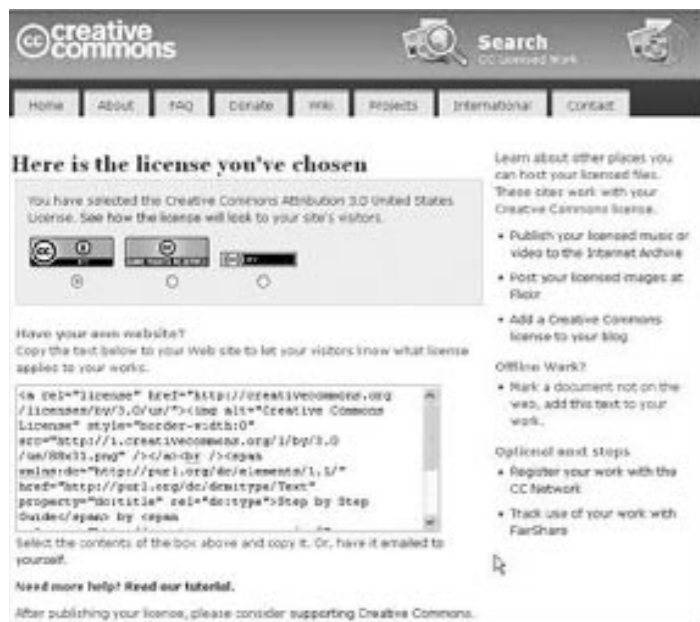 cc creative commons
Search
CC Licensed Work
Home About FAQ Donate Wiki Projects International Contact
Here is the license you've chosen
You have selected the Creative Commons Attribution 3.0 United States
License. See how the license will look to your site's visitors.
cc
BY
SOME RIGHTS RESERVED
cc BY
Have your own website?
Copy the text below to your Web site to let your visitors know what license
applies to your works.
<a rel="license" href="http://creativecommons.org
/licenses/by/3.0/us/"><img alt="Creative Commons
License" style="border-width:0"
src="http://i.creativecommons.org/l/by/3.0
/us/88x31.png" /></a><br /><span
xmlns:dc="http://purl.org/dc/elements/1.1/"
href="http://purl.org/dc/dcmitype/Text"
property="dc:title" rel="dc:type">Step by Step
Guide</span> by <span
Select the contents of the box above and copy it. Or, have it emailed to
yourself.
Need more help? Read our tutorial.
After publishing your license, please consider supporting Creative Commons.
Learn about other places you
can host your licensed files.
These sites work with your
Creative Commons license.
• Publish your licensed music or
video to the Internet Archive
• Post your licensed images at
Flickr
• Add a Creative Commons
license to your blog
Offline Work?
• Mark a document not on the
web, add this text to your
work.
Optional next steps
• Register your work with the
CC Network
• Track use of your work with
FairShare